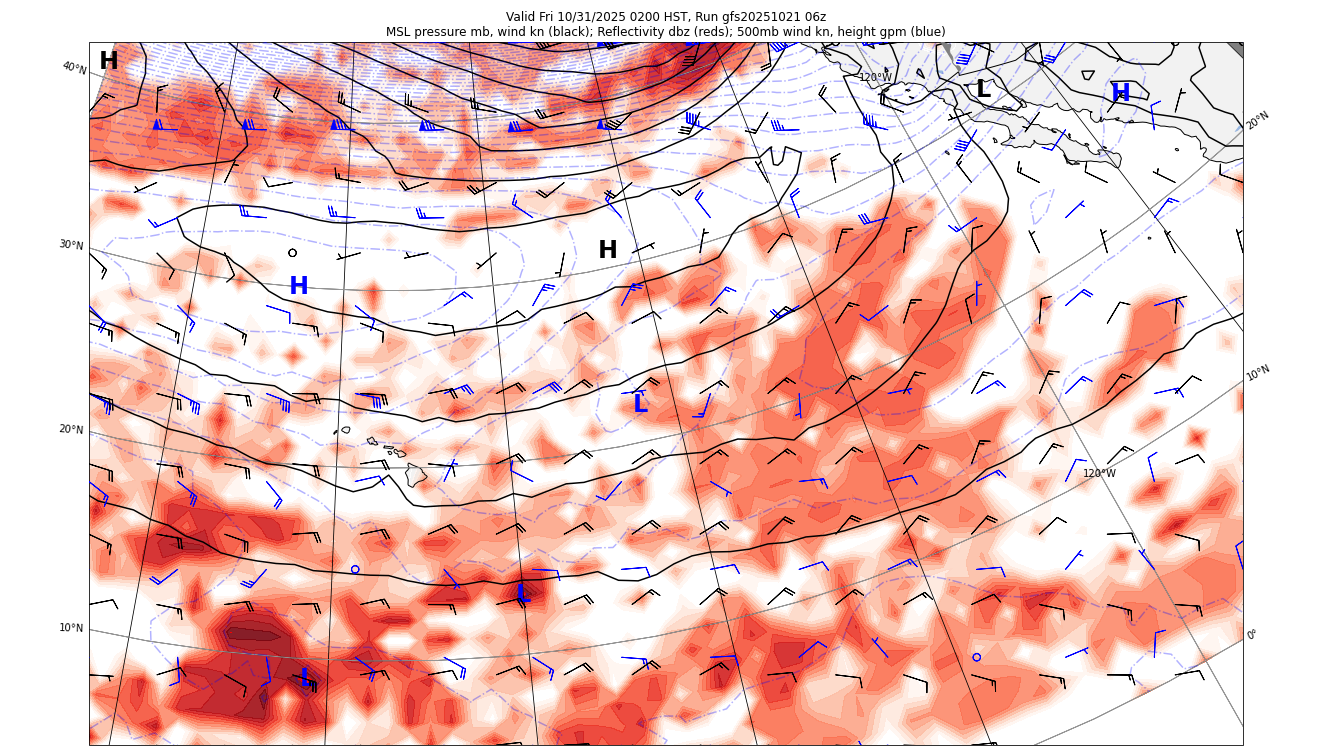 Valid Fri 10/31/2025 0200 HST, Run gfs20251021 06z
MSL pressure mb, wind kn (black); Reflectivity dbz (reds); 500mb wind kn, height gpm (blue)
H
40°N
120°W
L
H
20°N
30°N
H
H
10°N
L
20°N
120°W
L
10°N
0°
L